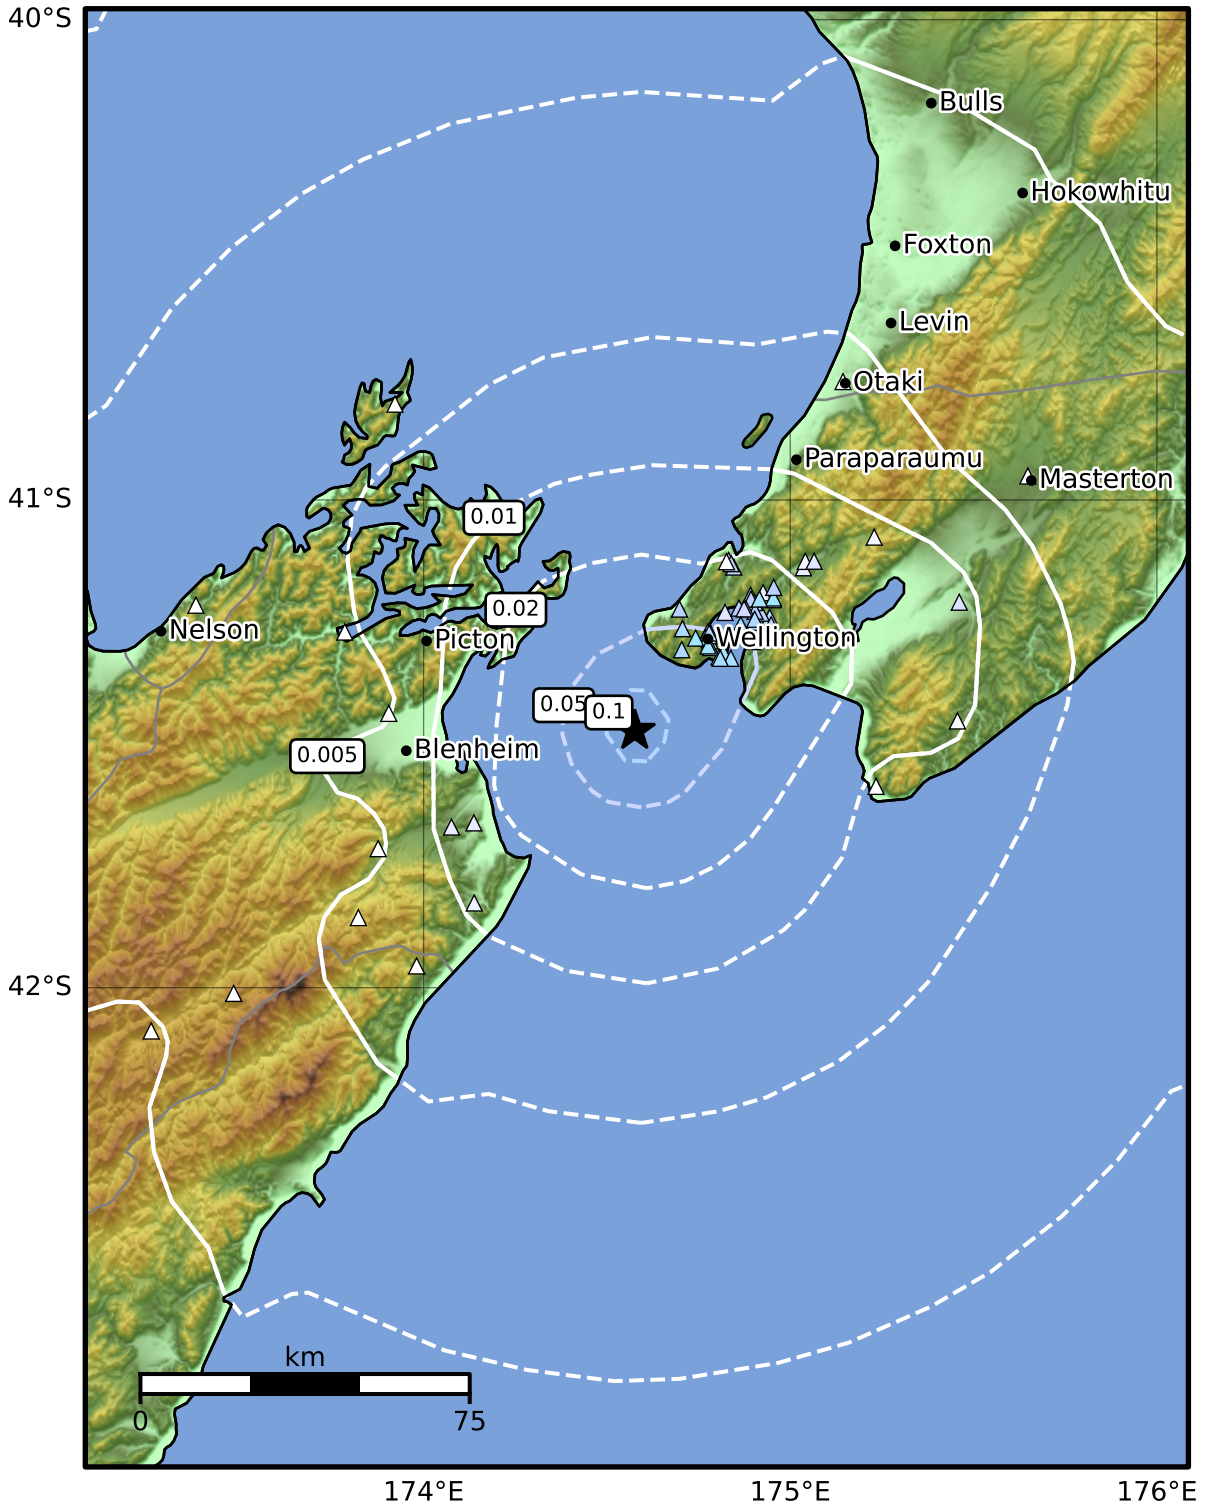 40°S
Bulls
Hokowhitu
Foxton
Levin
Otaki
Paraparaumu
Masterton
41°S
0.01
0.02
Nelson
Picton
Wellington
0.05
0.1
0.005
Blenheim
42°S
km
0
75
174°E
175°E
176°E